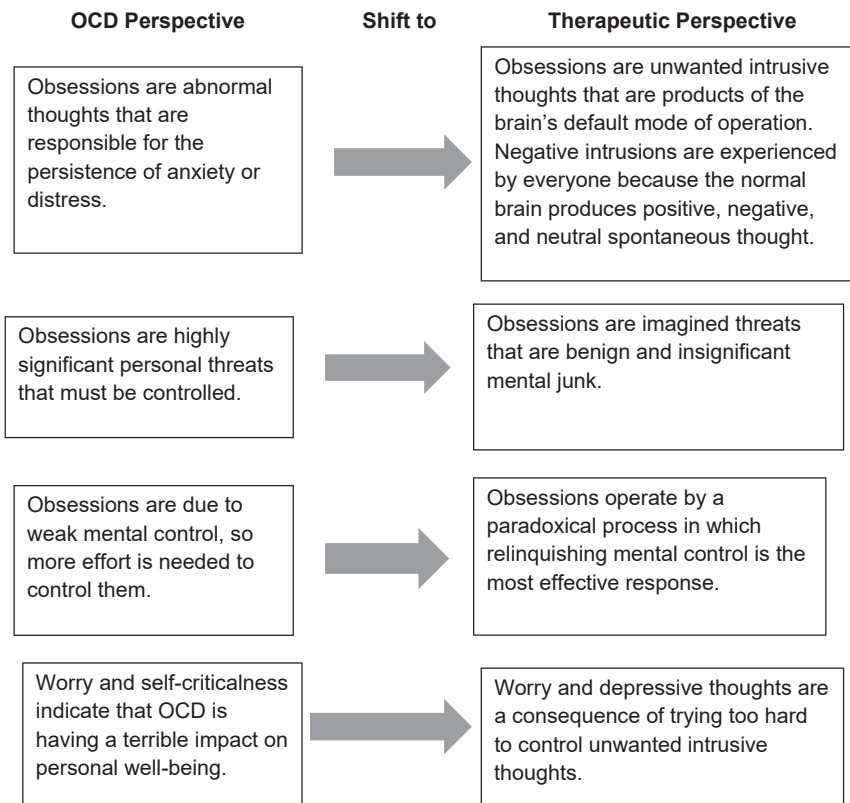 OCD Perspective Shift to Therapeutic Perspective
Obsessions are abnormal
thoughts that are
responsible for the
persistence of anxiety or
distress.
Obsessions are unwanted intrusive
thoughts that are products of the
brain’s default mode of operation.
Negative intrusions are experienced
by everyone because the normal
brain produces positive, negative,
and neutral spontaneous thought.
Obsessions are highly
significant personal threats
that must be controlled.
Obsessions are imagined threats
that are benign and insignificant
mental junk.
Obsessions are due to
weak mental control, so
more effort is needed to
control them.
Obsessions operate by a
paradoxical process in which
relinquishing mental control is the
most effective response.
Worry and self-criticalness
indicate that OCD is
having a terrible impact on
personal well-being.
Worry and depressive thoughts are
a consequence of trying too hard
to control unwanted intrusive
thoughts.